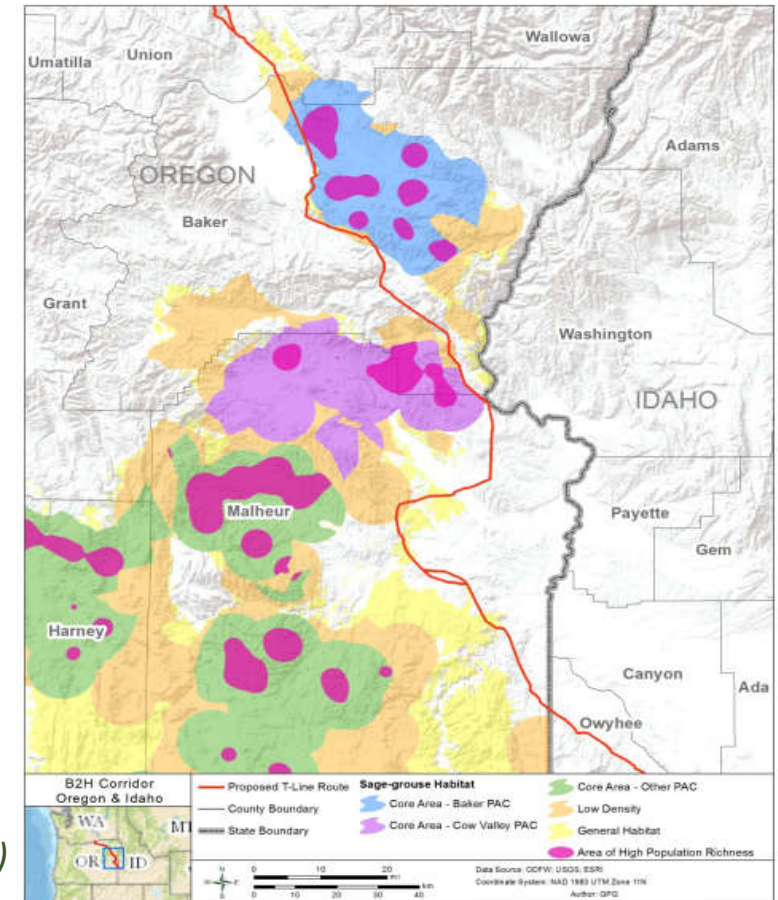 Wallowa
Union
Umatilla
Adams
OREGON
Baker
Grant
Washington
IDAHO
Malheur
Payette
Gem
Harney
Canyon
Ada
Owyhee
B2H Corridor
Oregon & Idaho
WA
MT
OR
ID
Proposed T-Line Route
County Boundary
State Boundary
Sage-grouse Habitat
Core Area - Baker PAC
Core Area - Cow Valley PAC
Core Area - Other PAC
Low Density
General Habitat
Area of High Population Richness
N
W
E
S
0 10 20
mi
km
0 10 20 30 40
Data Source: ODFW; USGS; ESRI
Coordinate System: NAD 1983 UTM Zone 11N
Author: GPG
)